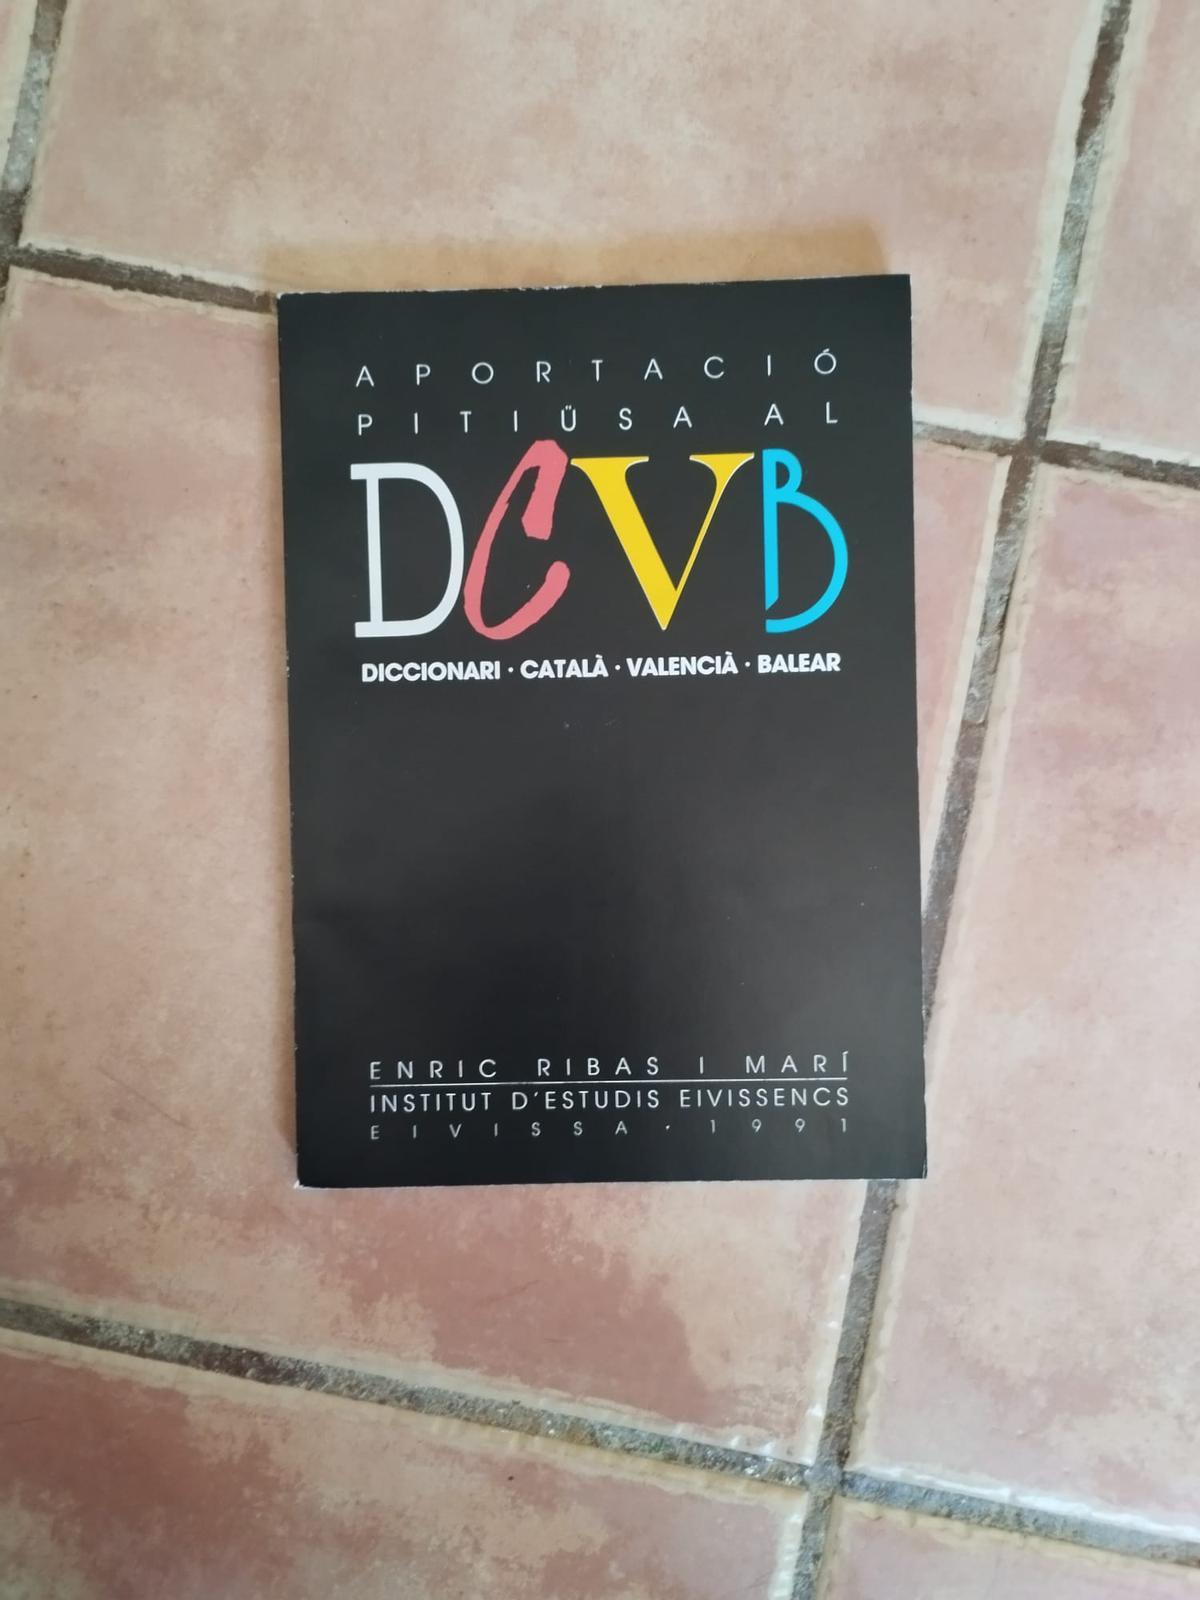 APORTACIÓ
PITIÜSA AL
DCVB
DICCIONARI · CATALÀ · VALENCIÀ · BALEAR
ENRIC RIBAS I MARÍ
INSTITUT D'ESTUDIS EIVISSENCS
EIVISSA · 1991